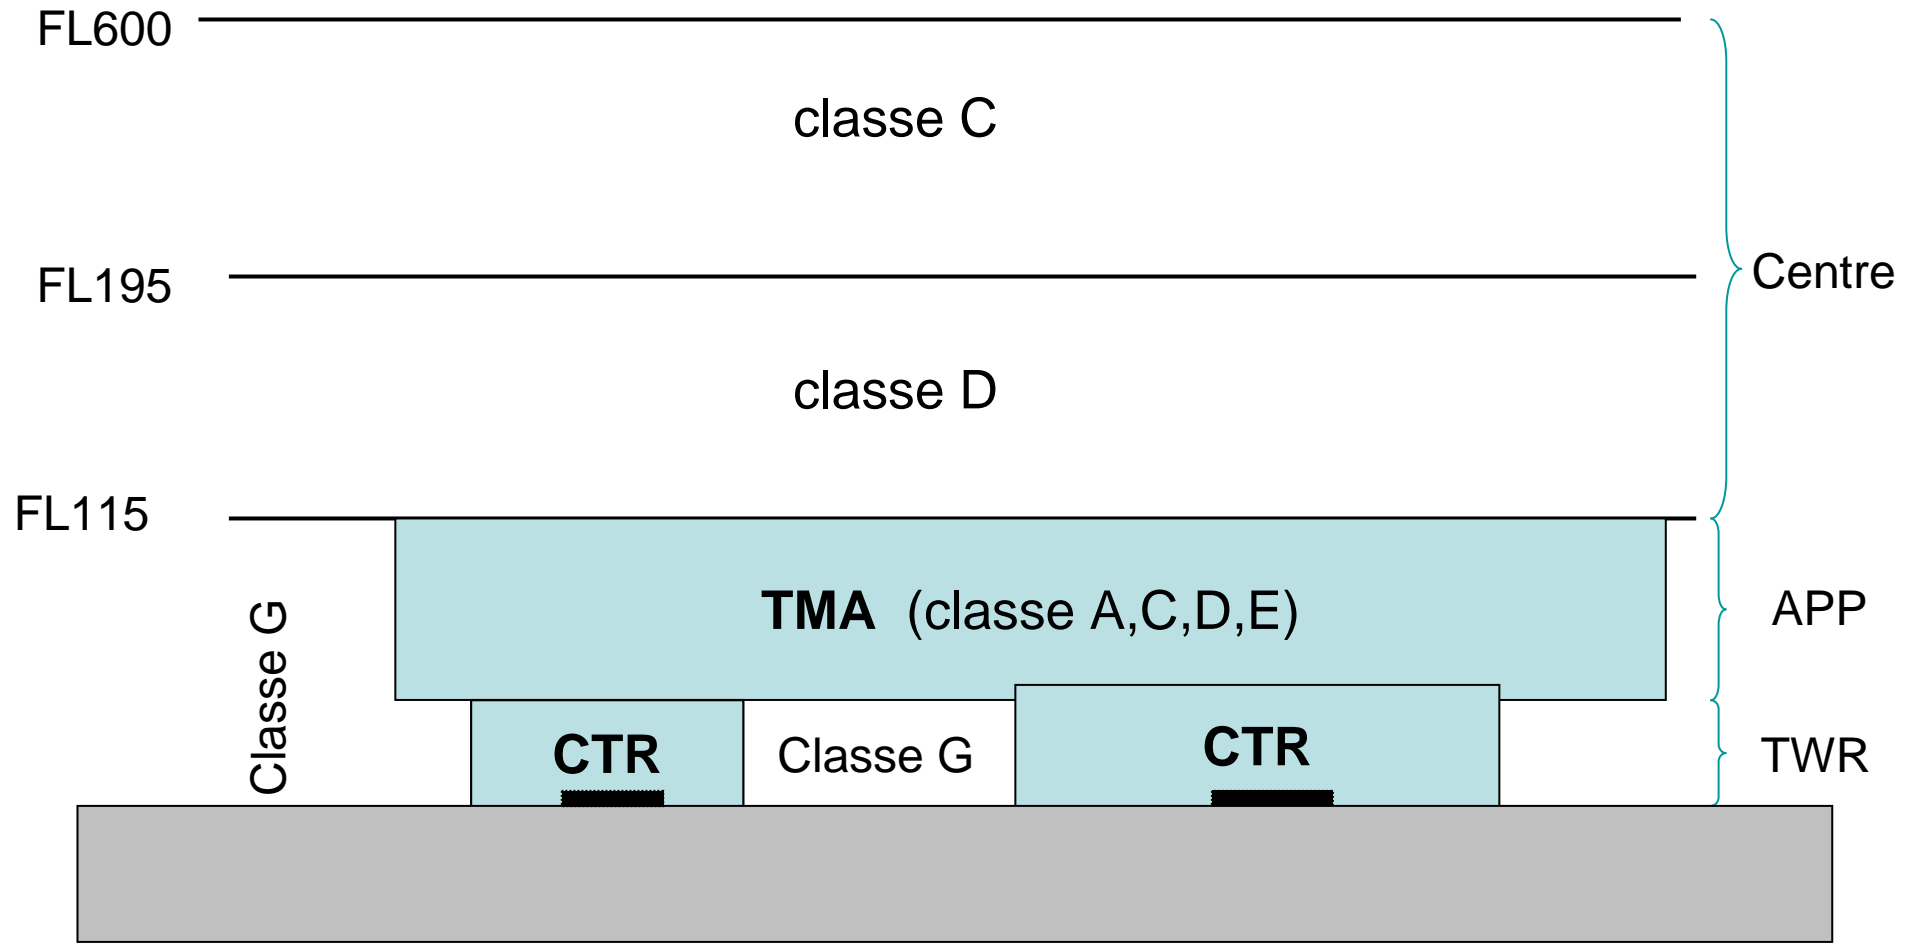 FL600
classe C
FL195
Centre
classe D
FL115
TMA (classe A,C,D,E)
APP
Classe G
CTR
Classe G
CTR
TWR